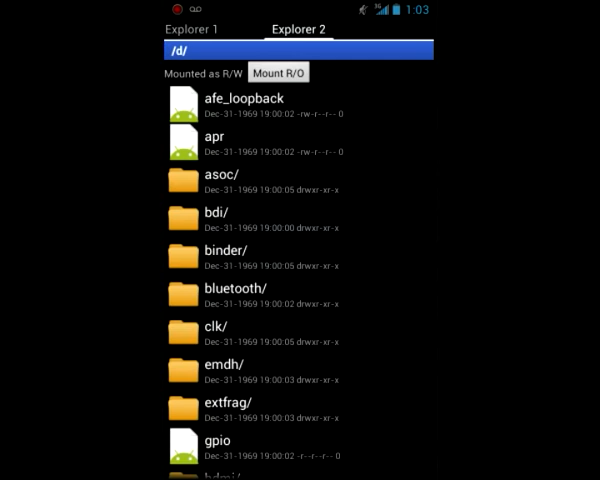 3G 1:03
Explorer 1 Explorer 2
/d/
Mounted as R/W Mount R/O
afe_loopback
Dec-31-1969 19:00:02 -rw-r--r-- 0
apr
Dec-31-1969 19:00:02 -rw-r--r-- 0
asoc/
Dec-31-1969 19:00:05 drwxr-xr-x
bdi/
Dec-31-1969 19:00:00 drwxr-xr-x
binder/
Dec-31-1969 19:00:05 drwxr-xr-x
bluetooth/
Dec-31-1969 19:00:02 drwxr-xr-x
clk/
Dec-31-1969 19:00:05 drwxr-xr-x
emdh/
Dec-31-1969 19:00:03 drwxr-xr-x
extfrag/
Dec-31-1969 19:00:03 drwxr-xr-x
gpio
Dec-31-1969 19:00:02 -r--r--r-- 0
hdmi/